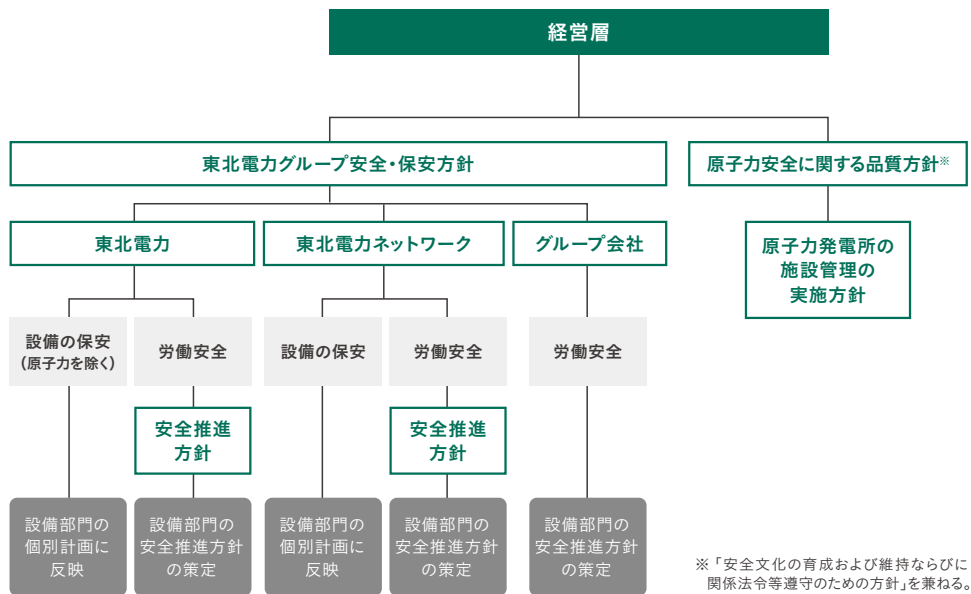 経営層
東北電力グループ安全・保安方針
原子力安全に関する品質方針※
東北電力
東北電力ネットワーク
グループ会社
原子力発電所の
施設管理の
実施方針
設備の保安
(原子力を除く)
労働安全
設備の保安
労働安全
労働安全
安全推進
方針
安全推進
方針
設備部門の
個別計画に
反映
設備部門の
安全推進方針
の策定
設備部門の
個別計画に
反映
設備部門の
安全推進方針
の策定
設備部門の
安全推進方針
の策定
※「安全文化の育成および維持ならびに
関係法令等遵守のための方針」を兼ねる。